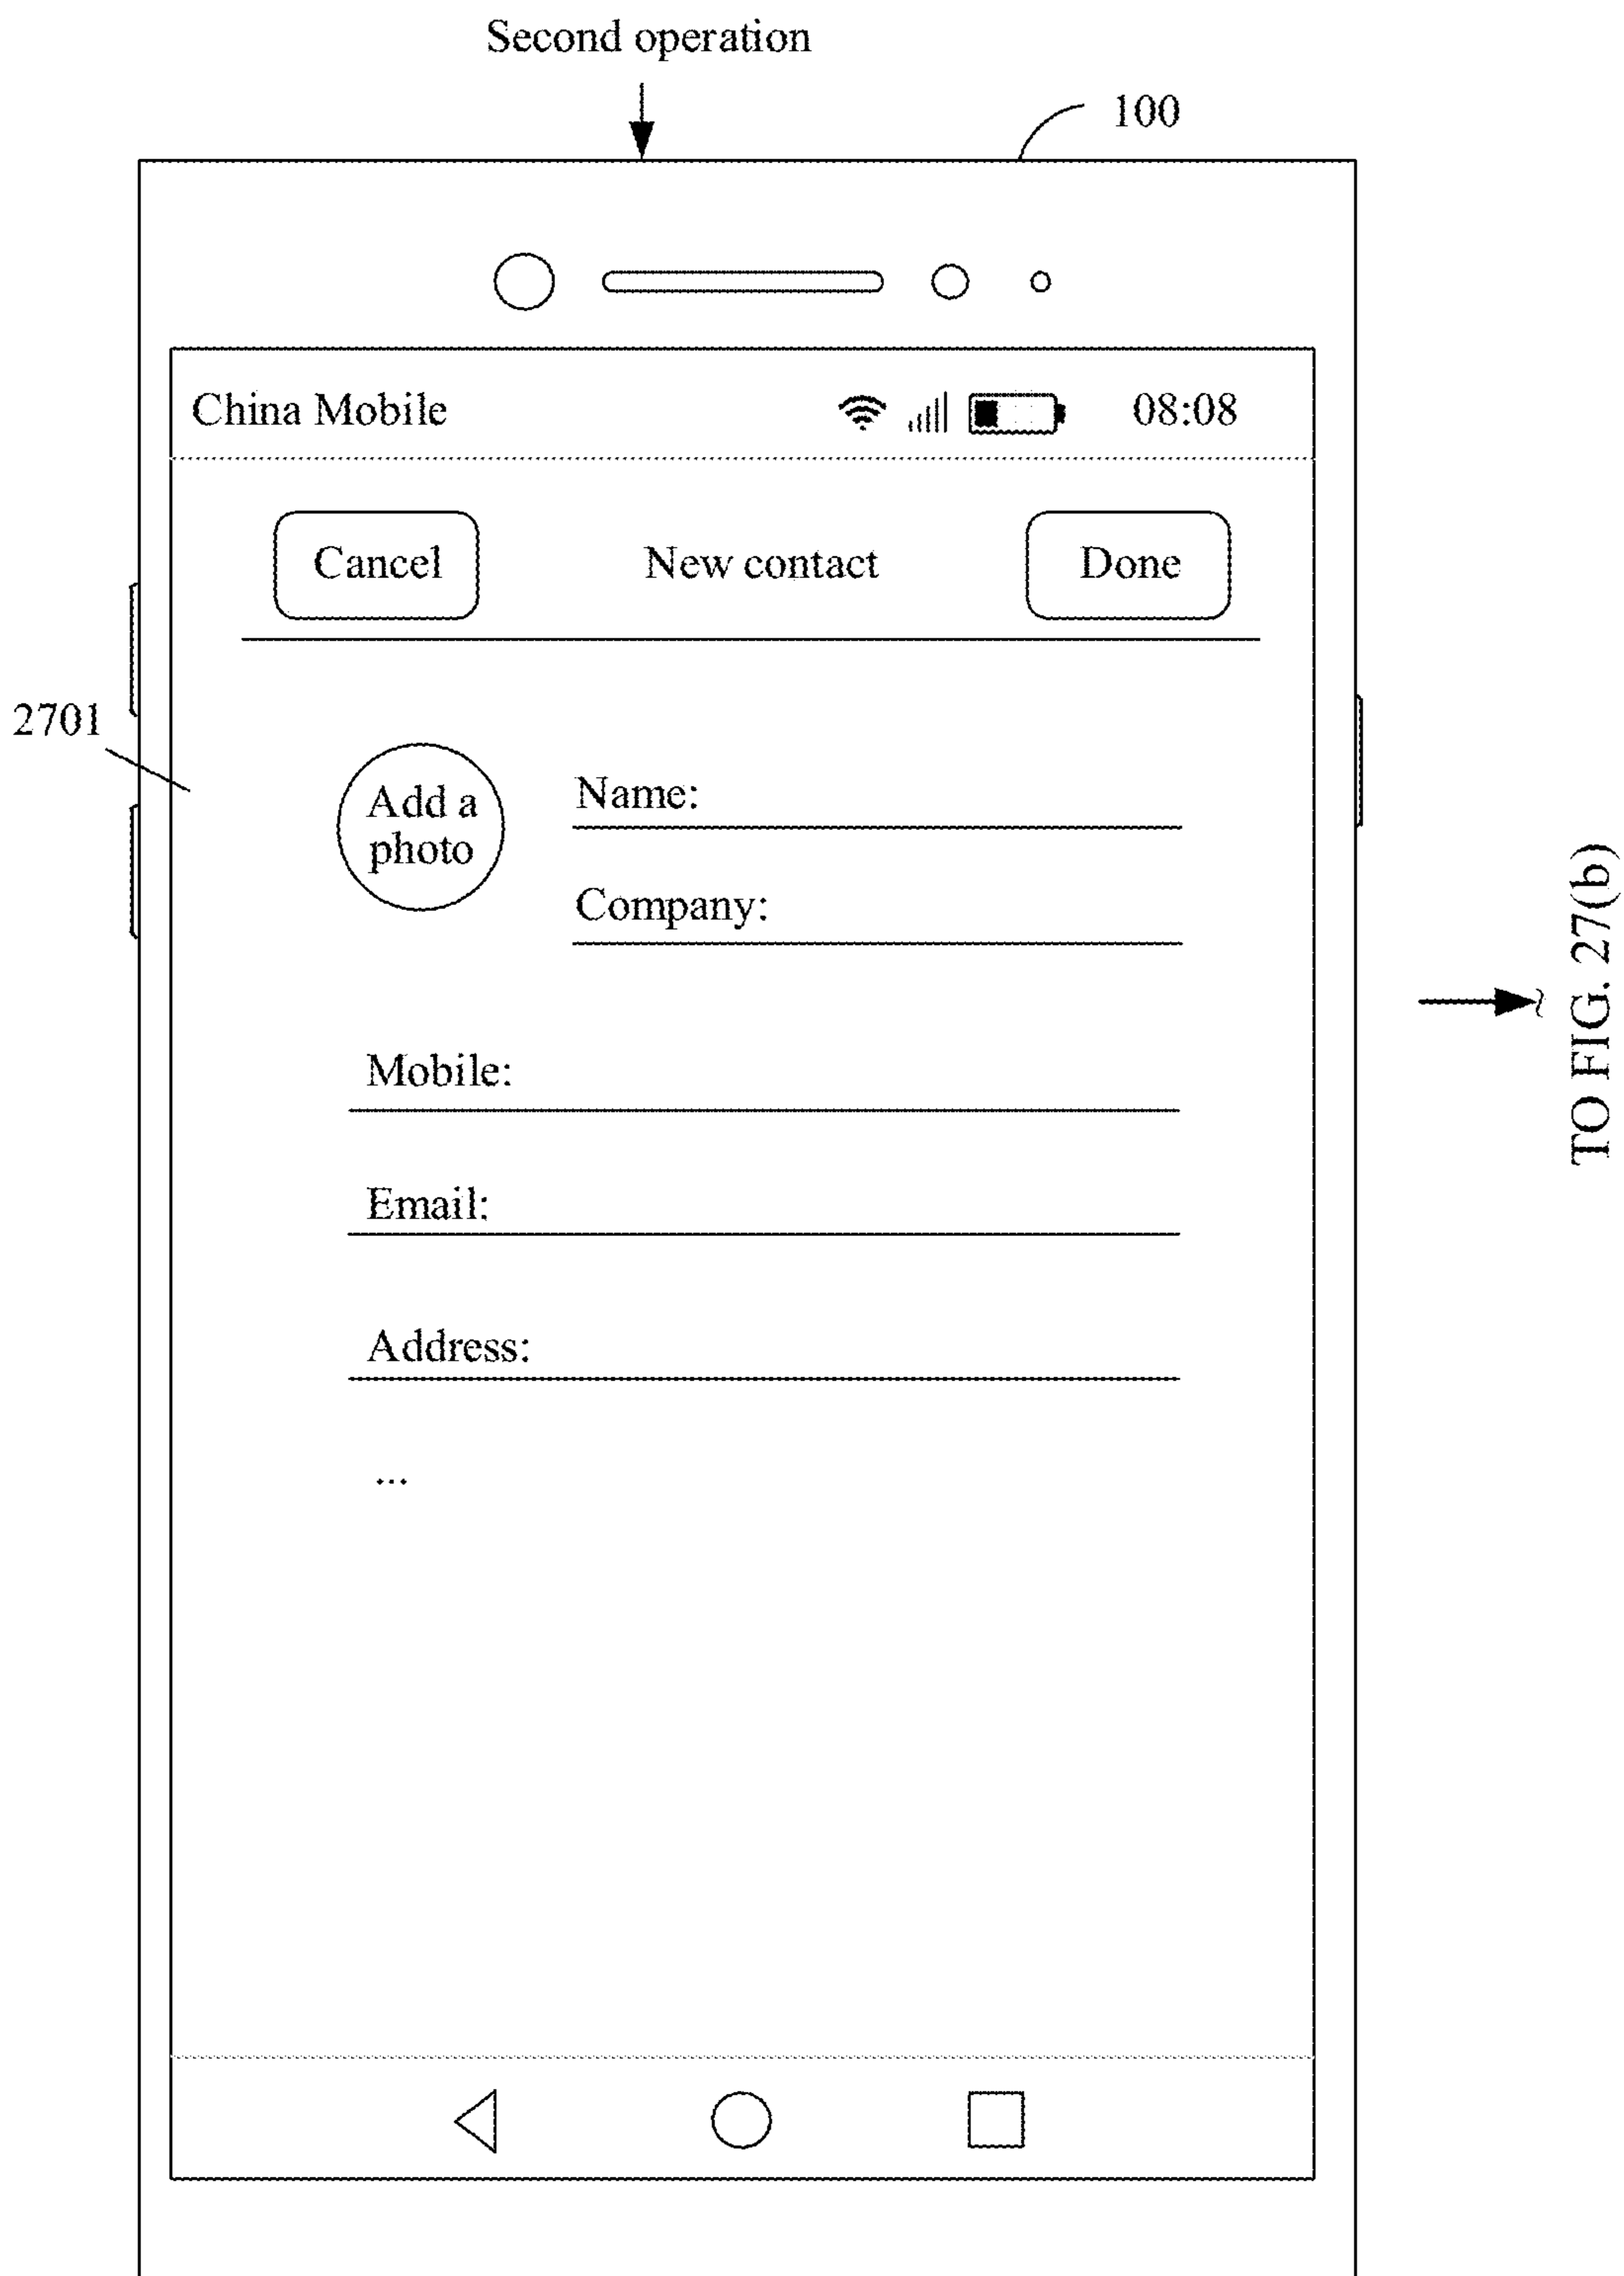 Second operation
100
China Mobile 08:08
Cancel New contact Done
2701
Add a
photo
Name:
Company:
Mobile:
Email:
Address:
...
TO FIG. 27(b)